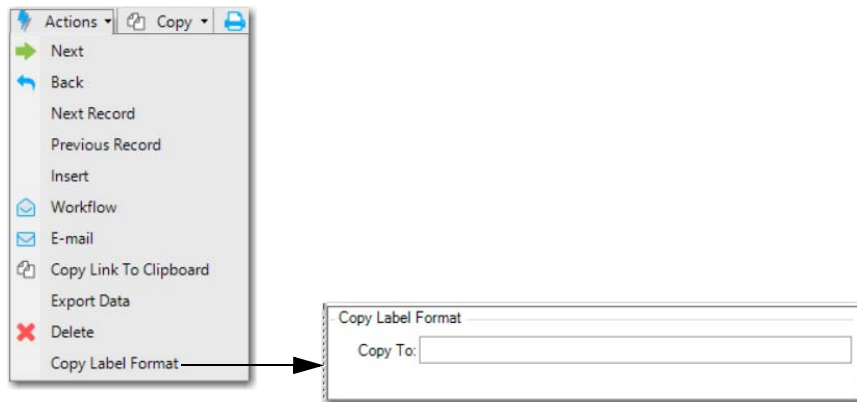 Actions Copy
Next
Back
Next Record
Previous Record
Insert
Workflow
E-mail
Copy Link To Clipboard
Export Data
Delete
Copy Label Format
Copy Label Format
Copy To: